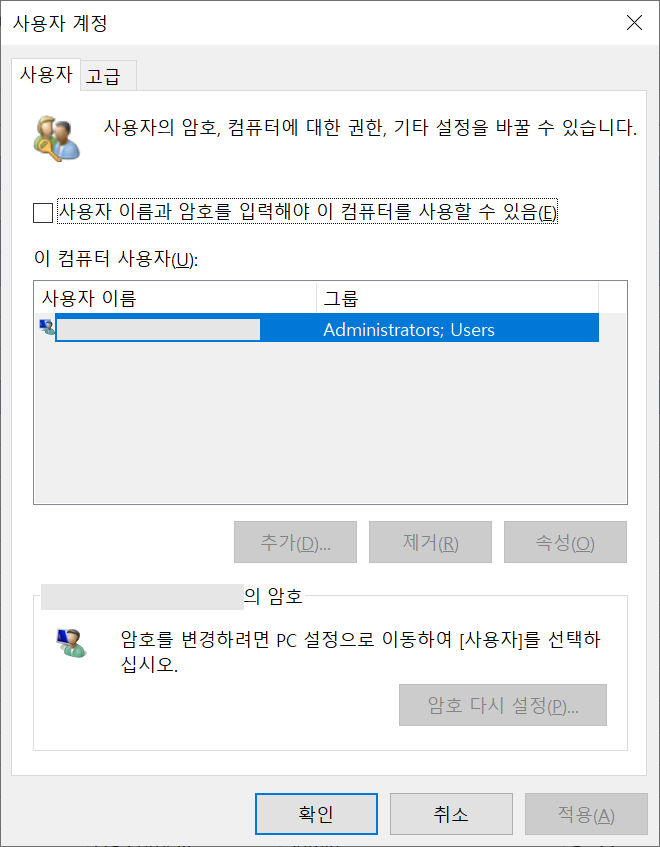 사용자 계정
사용자
고급
사용자의 암호, 컴퓨터에 대한 권한, 기타 설정을 바꿀 수 있습니다.
사용자 이름과 암호를 입력해야 이 컴퓨터를 사용할 수 있음(E)
이 컴퓨터 사용자(U):
사용자 이름 그룹
Administrators; Users
추가(D)... 제거(R) 속성(O)
의 암호
암호를 변경하려면 PC 설정으로 이동하여 [사용자]를 선택하
십시오.
암호 다시 설정(P)...
확인 취소 적용(A)